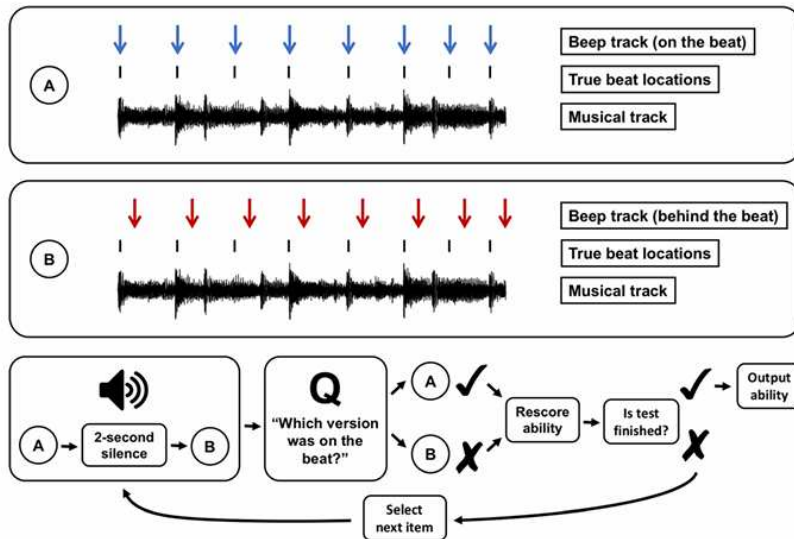 Beep track (on the beat)
A
True beat locations
Musical track
Beep track (behind the beat)
B
True beat locations
Musical track
A
2-second
silence
B
Q
“Which version
was on the
beat?”
A
B
Rescore
ability
Is test
finished?
Output
ability
Select
next item